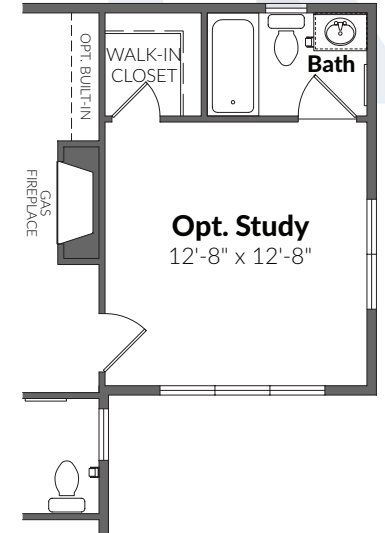 OPT. BUILT-IN
WALK-IN
CLOSET
Bath
GAS
FIREPLACE
Opt. Study
12'-8" x 12'-8"